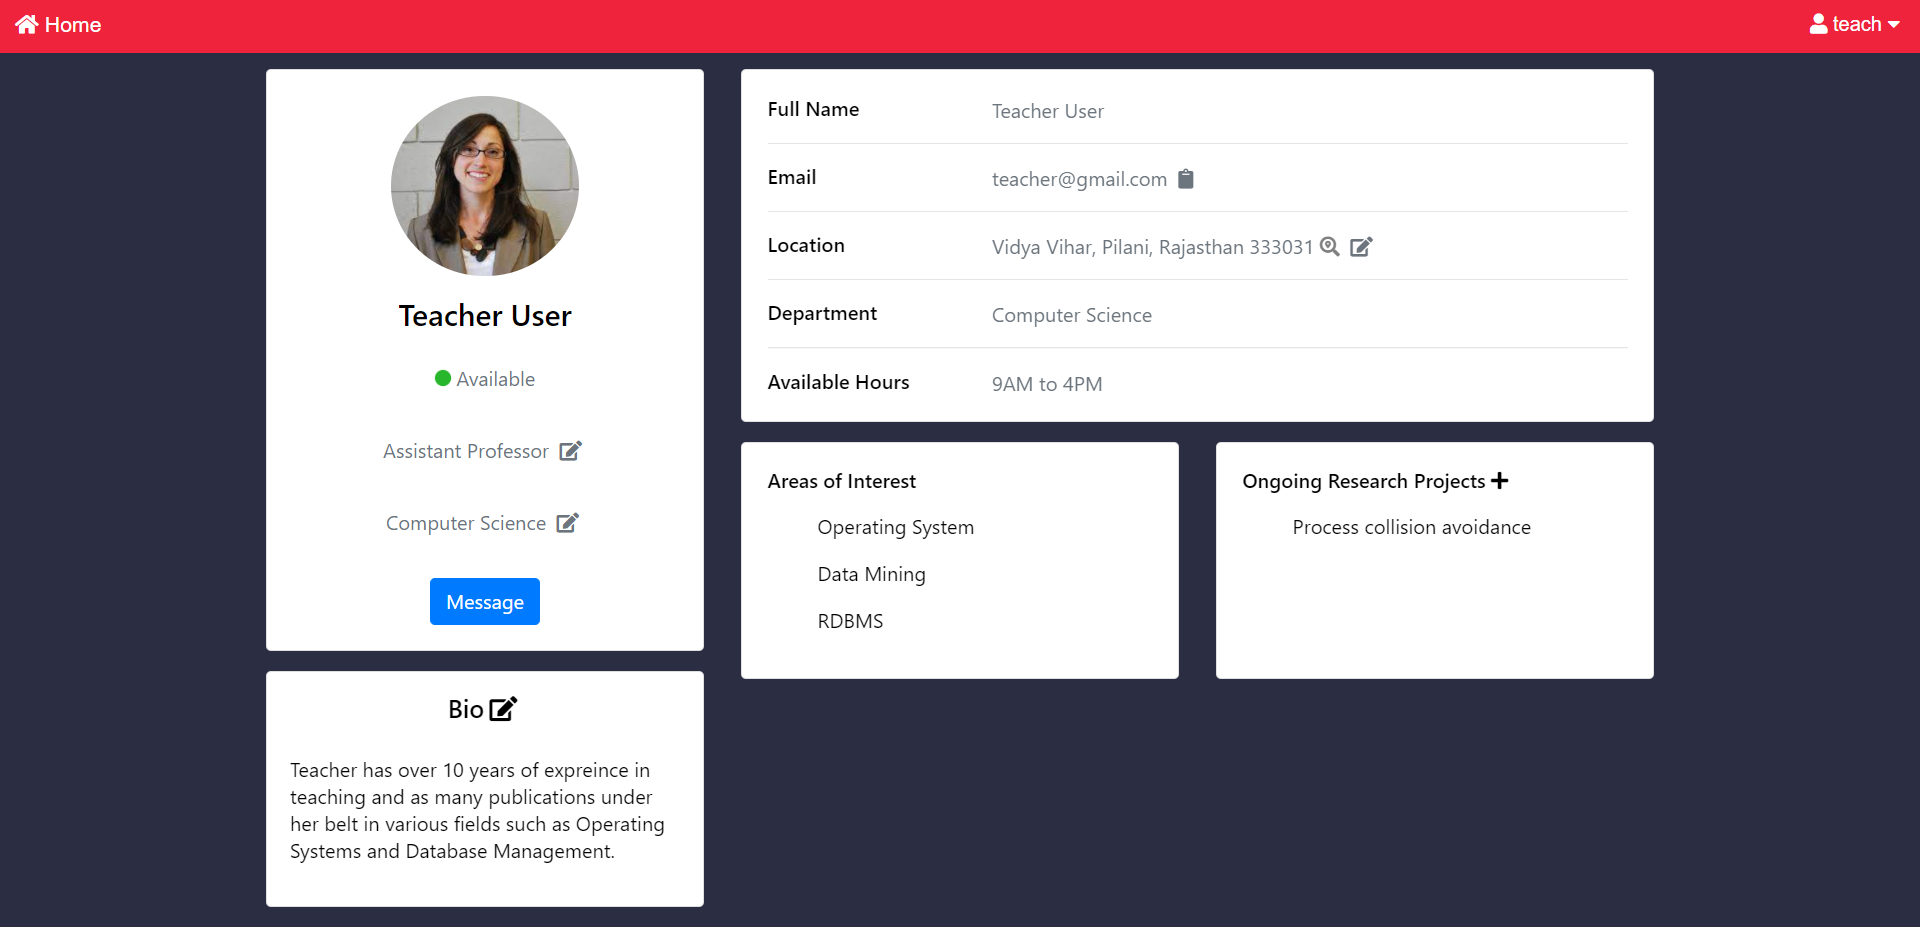 Home
teach
Teacher User
Available
Assistant Professor
Computer Science
Message
Bio
Teacher has over 10 years of expreince in
teaching and as many publications under
her belt in various fields such as Operating
Systems and Database Management.
Full Name Teacher User
Email teacher@gmail.com
Location Vidya Vihar, Pilani, Rajasthan 333031
Department Computer Science
Available Hours 9AM to 4PM
Areas of Interest
Operating System
Data Mining
RDBMS
Ongoing Research Projects
Process collision avoidance